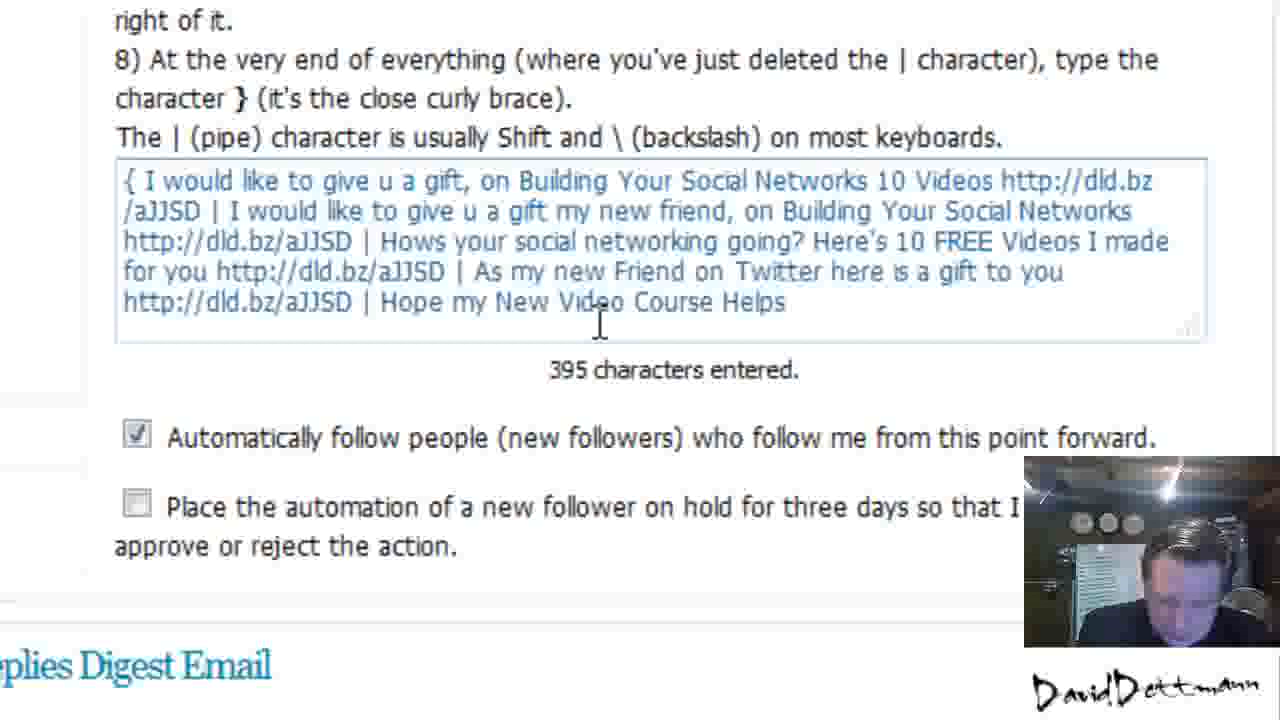 right of it.
8) At the very end of everything (where you've just deleted the | character), type the
character } (it's the close curly brace).
The | (pipe) character is usually Shift and \ (backslash) on most keyboards.
{ I would like to give u a gift, on Building Your Social Networks 10 Videos http://dld.bz
/aJJSD | I would like to give u a gift my new friend, on Building Your Social Networks
http://dld.bz/aJJSD | Hows your social networking going? Here's 10 FREE Videos I made
for you http://dld.bz/aJJSD | As my new Friend on Twitter here is a gift to you
http://dld.bz/aJJSD | Hope my New Video Course Helps
395 characters entered.
Automatically follow people (new followers) who follow me from this point forward.
Place the automation of a new follower on hold for three days so that I
approve or reject the action.
eplies Digest Email
David Dettmann